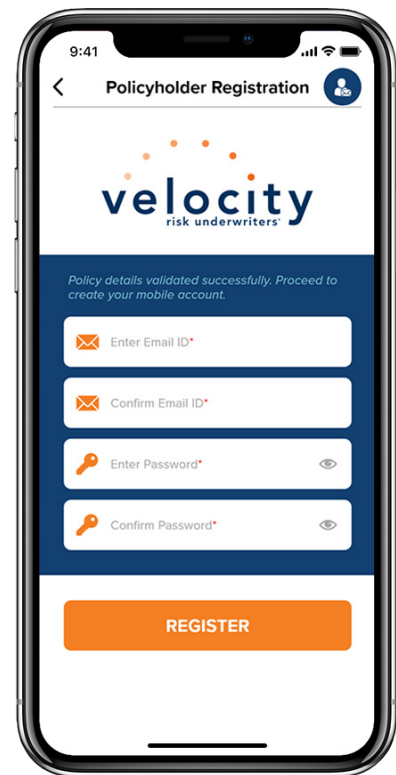 9:41
Policyholder Registration
velocity
risk underwriters
Policy details validated successfully. Proceed to
create your mobile account.
Enter Email ID*
Confirm Email ID*
Enter Password*
Confirm Password*
REGISTER